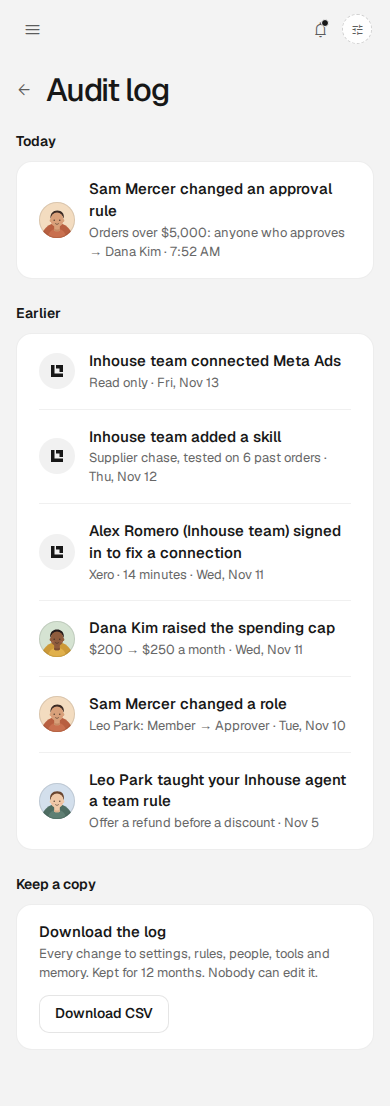 Audit log
Today
Sam Mercer changed an approval
rule
Orders over $5,000: anyone who approves
→ Dana Kim · 7:52 AM
Earlier
Inhouse team connected Meta Ads
Read only · Fri, Nov 13
Inhouse team added a skill
Supplier chase, tested on 6 past orders ·
Thu, Nov 12
Alex Romero (Inhouse team) signed
in to fix a connection
Xero · 14 minutes · Wed, Nov 11
Dana Kim raised the spending cap
$200 → $250 a month · Wed, Nov 11
Sam Mercer changed a role
Leo Park: Member → Approver · Tue, Nov 10
Leo Park taught your Inhouse agent
a team rule
Offer a refund before a discount · Nov 5
Keep a copy
Download the log
Every change to settings, rules, people, tools and
memory. Kept for 12 months. Nobody can edit it.
Download CSV